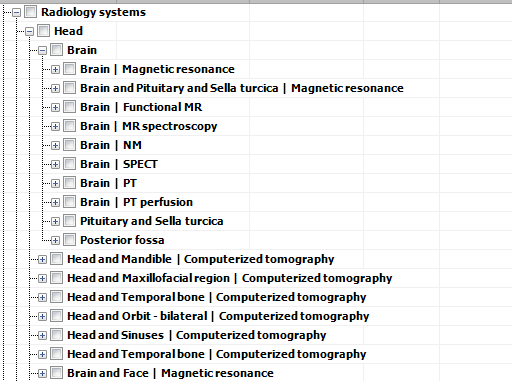 Radiology systems
Head
Brain
Brain | Magnetic resonance
Brain and Pituitary and Sella turcica | Magnetic resonance
Brain | Functional MR
Brain | MR spectroscopy
Brain | NM
Brain | SPECT
Brain | PT
Brain | PT perfusion
Pituitary and Sella turcica
Posterior fossa
Head and Mandible | Computerized tomography
Head and Maxillofacial region | Computerized tomography
Head and Temporal bone | Computerized tomography
Head and Orbit - bilateral | Computerized tomography
Head and Sinuses | Computerized tomography
Head and Temporal bone | Computerized tomography
Brain and Face | Magnetic resonance